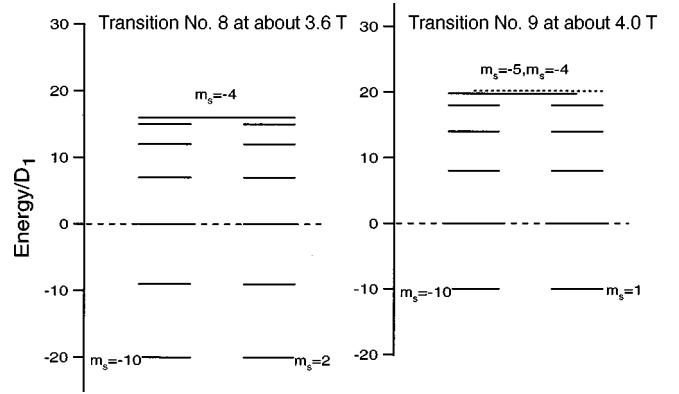 Transition No. 8 at about 3.6 T
Energy/D1
30
20
10
0
-10
-20
ms=-4
ms=-10
ms=2
Transition No. 9 at about 4.0 T
30
20
10
0
-10
-20
ms=-5,ms=-4
ms=-10
ms=1